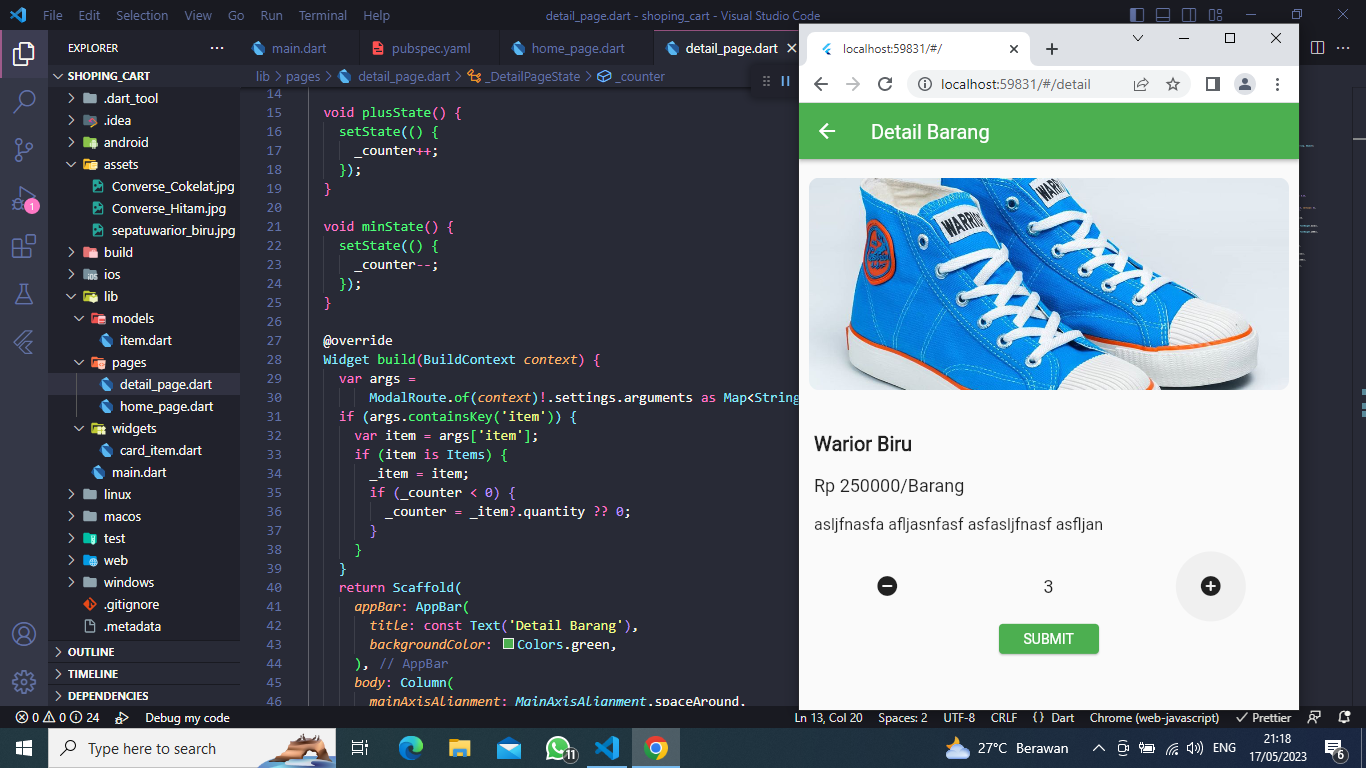 File Edit Selection View Go Run Terminal Help
detail_page.dart - shoping_cart - Visual Studio Code
EXPLORER
SHOPING_CART
.dart_tool
.idea
android
assets
Converse_Cokelat.jpg
Converse_Hitam.jpg
sepatuwarior_biru.jpg
build
ios
lib
models
item.dart
pages
detail_page.dart
home_page.dart
widgets
card_item.dart
main.dart
linux
macos
test
web
windows
.gitignore
.metadata
OUTLINE
TIMELINE
DEPENDENCIES
1
main.dart pubspec.yaml home_page.dart detail_page.dart
lib > pages > detail_page.dart > _DetailPageState > _counter
14
15 void plusState() {
16 setState(() {
17 _counter++;
18 });
19 }
20
21 void minState() {
22 setState(() {
23 _counter--;
24 });
25 }
26
27 @override
28 Widget build(BuildContext context) {
29 var args =
30 ModalRoute.of(context)!.settings.arguments as Map<String
31 if (args.containsKey('item')) {
32 var item = args['item'];
33 if (item is Items) {
34 _item = item;
35 if (_counter < 0) {
36 _counter = _item?.quantity ?? 0;
37 }
38 }
39 }
40 return Scaffold(
41 appBar: AppBar(
42 title: const Text('Detail Barang'),
43 backgroundColor: Colors.green,
44 ), // AppBar
45 body: Column(
46 mainAxisAlignment: MainAxisAlignment.spaceAround,
localhost:59831/#/
localhost:59831/#/detail
Detail Barang
WARRIOR
Warior Biru
Rp 250000/Barang
asljfnasfa afljasnfasf asfasljfnasf asfljan
3
SUBMIT
0 0 24 Debug my code
Ln 13, Col 20 Spaces: 2 UTF-8 CRLF {} Dart Chrome (web-javascript) Prettier
Type here to search
11
27°C Berawan
ENG
21:18
17/05/2023
6